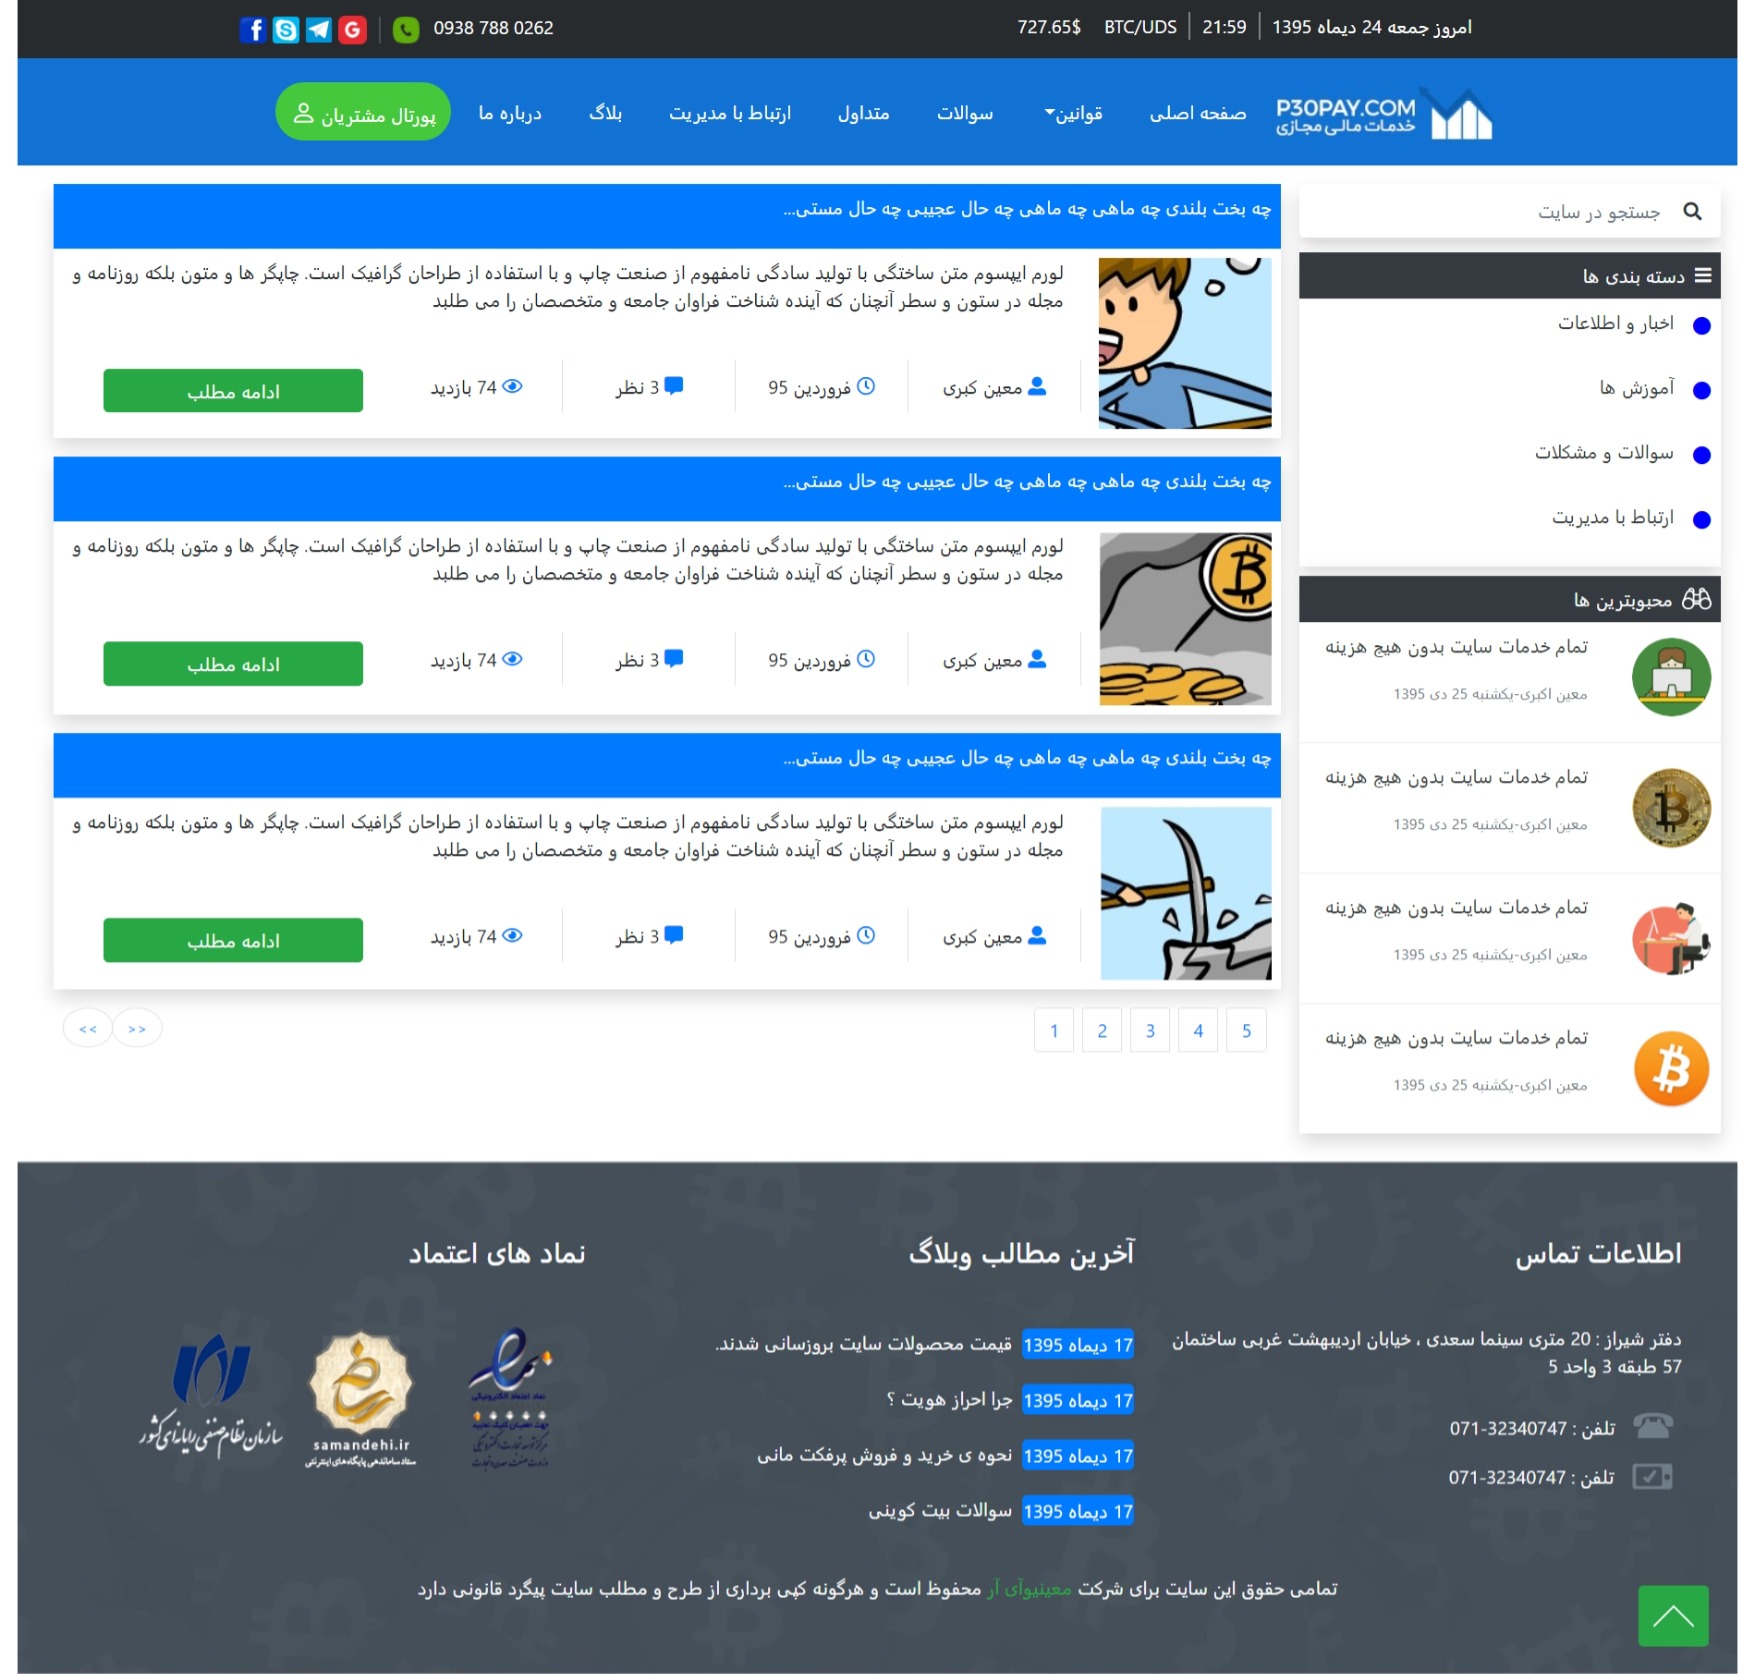 امروز جمعه 24 دیماه 1395
21:59
BTC/UDS
727.65$
0938 788 0262
P30PAY.COM
خدمات مالی مجازی
صفحه اصلی
قوانین
سوالات
متداول
ارتباط با مدیریت
بلاگ
درباره ما
پورتال مشتریان
جستجو در سایت
دسته بندی ها
اخبار و اطلاعات
آموزش ها
سوالات و مشکلات
ارتباط با مدیریت
محبوبترین ها
تمام خدمات سایت بدون هیچ هزینه
معین اکبری-یکشنبه 25 دی 1395
تمام خدمات سایت بدون هیچ هزینه
معین اکبری-یکشنبه 25 دی 1395
تمام خدمات سایت بدون هیچ هزینه
معین اکبری-یکشنبه 25 دی 1395
تمام خدمات سایت بدون هیچ هزینه
معین اکبری-یکشنبه 25 دی 1395
چه بخت بلندی چه ماهی چه ماهی چه حال عجیبی چه حال مستی...
لورم ایپسوم متن ساختگی با تولید سادگی نامفهوم از صنعت چاپ و با استفاده از طراحان گرافیک است. چاپگر ها و متون بلکه روزنامه و
مجله در ستون و سطر آنچنان که آینده شناخت فراوان جامعه و متخصصان را می طلبد
معین کبری
فروردین 95
3 نظر
74 بازدید
ادامه مطلب
چه بخت بلندی چه ماهی چه ماهی چه حال عجیبی چه حال مستی...
لورم ایپسوم متن ساختگی با تولید سادگی نامفهوم از صنعت چاپ و با استفاده از طراحان گرافیک است. چاپگر ها و متون بلکه روزنامه و
مجله در ستون و سطر آنچنان که آینده شناخت فراوان جامعه و متخصصان را می طلبد
معین کبری
فروردین 95
3 نظر
74 بازدید
ادامه مطلب
چه بخت بلندی چه ماهی چه ماهی چه حال عجیبی چه حال مستی...
لورم ایپسوم متن ساختگی با تولید سادگی نامفهوم از صنعت چاپ و با استفاده از طراحان گرافیک است. چاپگر ها و متون بلکه روزنامه و
مجله در ستون و سطر آنچنان که آینده شناخت فراوان جامعه و متخصصان را می طلبد
معین کبری
فروردین 95
3 نظر
74 بازدید
ادامه مطلب
5 4 3 2 1
>> <<
اطلاعات تماس
دفتر شیراز : 20 متری سینما سعدی ، خیابان اردیبهشت غربی ساختمان
57 طبقه 3 واحد 5
تلفن : 32340747-071
تلفن : 32340747-071
آخرین مطالب وبلاگ
17 دیماه 1395 قیمت محصولات سایت بروزسانی شدند.
17 دیماه 1395 جرا احراز هویت ؟
17 دیماه 1395 نحوه ی خرید و فروش پرفکت مانی
17 دیماه 1395 سوالات بیت کوینی
نماد های اعتماد
نماد اعتماد الکترونیکی
samandehi.ir
ستاد ساماندهی پایگاه‌های اینترنتی
سازمان نظام صنفی رایانه‌ای کشور
تمامی حقوق این سایت برای شرکت معینیوآی آر محفوظ است و هرگونه کپی برداری از طرح و مطلب سایت پیگرد قانونی دارد